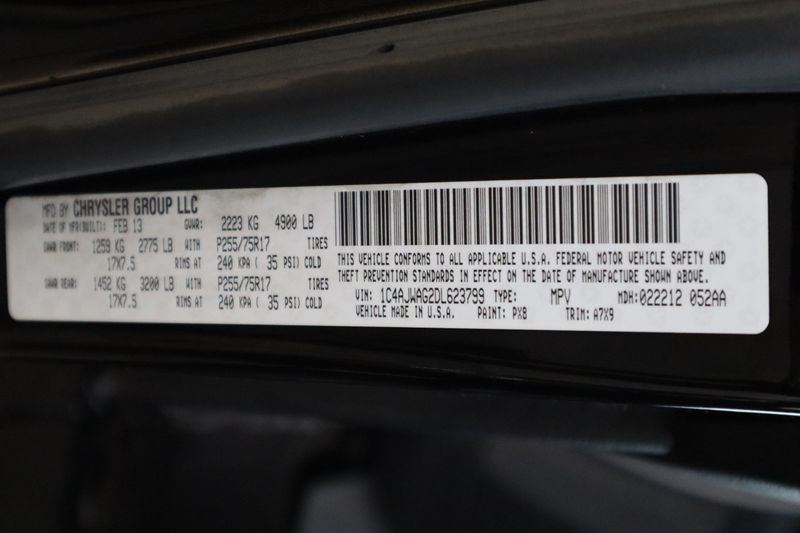 MFD BY CHRYSLER GROUP LLC
DATE OF MFR(BUILT): FEB 13 GVWR: 2223 KG 4900 LB
GAWR FRONT: 1259 KG 2775 LB WITH P255/75R17 TIRES
17X7.5 RIMS AT 240 KPA ( 35 PSI) COLD
GAWR REAR: 1452 KG 3200 LB WITH P255/75R17 TIRES
17X7.5 RIMS AT 240 KPA ( 35 PSI) COLD
THIS VEHICLE CONFORMS TO ALL APPLICABLE U.S.A. FEDERAL MOTOR VEHICLE SAFETY AND
THEFT PREVENTION STANDARDS IN EFFECT ON THE DATE OF MANUFACTURE SHOWN ABOVE.
VIN: 1C4AJWAG2DL623799 TYPE: MPV MDH: 022212 052AA
VEHICLE MADE IN U.S.A. PAINT: PX8 TRIM: A7X9